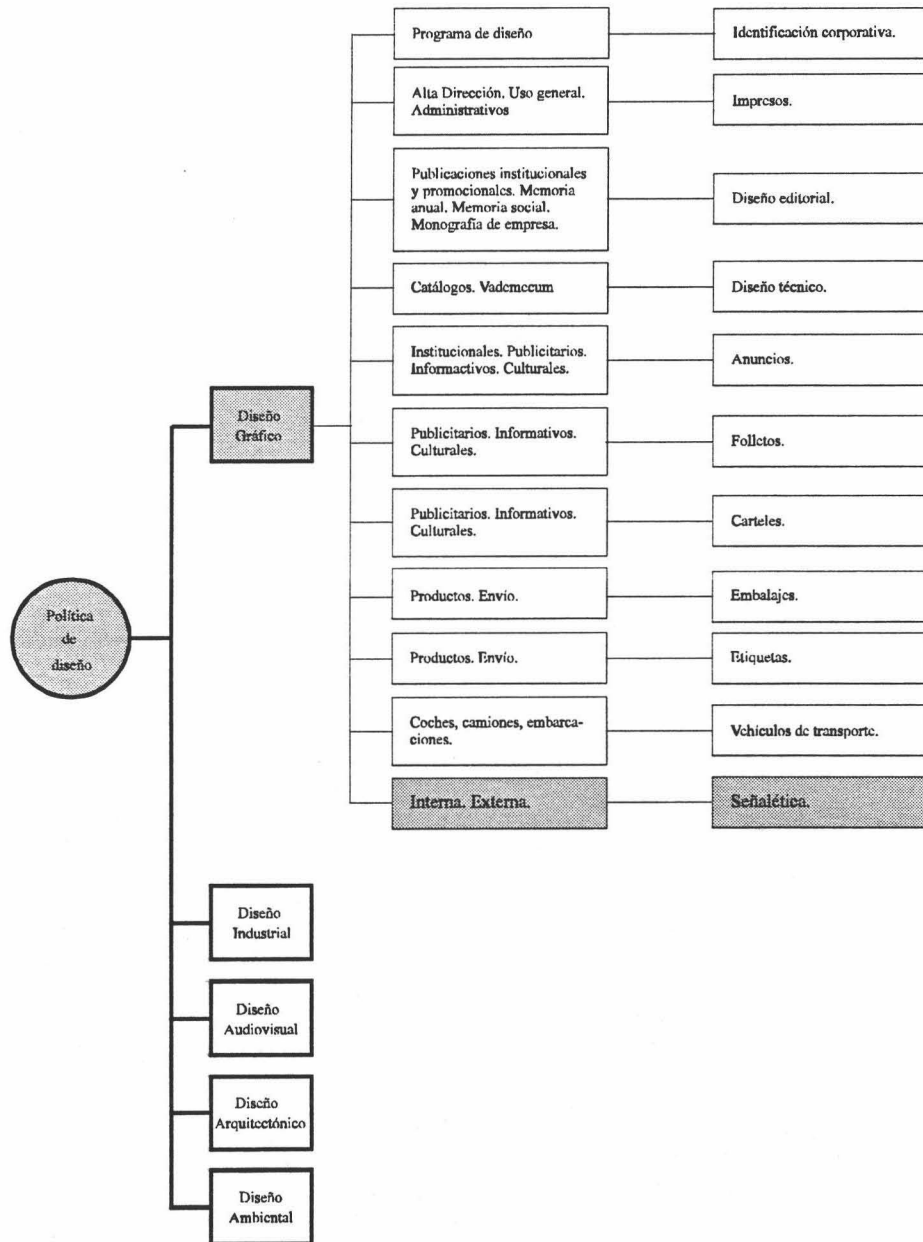 Programa de diseño
Identificación corporativa.
Alta Dirección. Uso general.
Administrativos
Impresos.
Publicaciones institucionales
y promocionales. Memoria
anual. Memoria social.
Monografía de empresa.
Diseño editorial.
Catálogos. Vademecum
Diseño técnico.
Institucionales. Publicitarios.
Informactivos. Culturales.
Anuncios.
Diseño
Gráfico
Publicitarios. Informativos.
Culturales.
Folletos.
Publicitarios. Informativos.
Culturales.
Carteles.
Política
de
diseño
Productos. Envío.
Embalajes.
Productos. Envío.
Etiquetas.
Coches, camiones, embarca-
ciones.
Vehículos de transporte.
Interna. Externa.
Señalética.
Diseño
Industrial
Diseño
Audiovisual
Diseño
Arquitectónico
Diseño
Ambiental